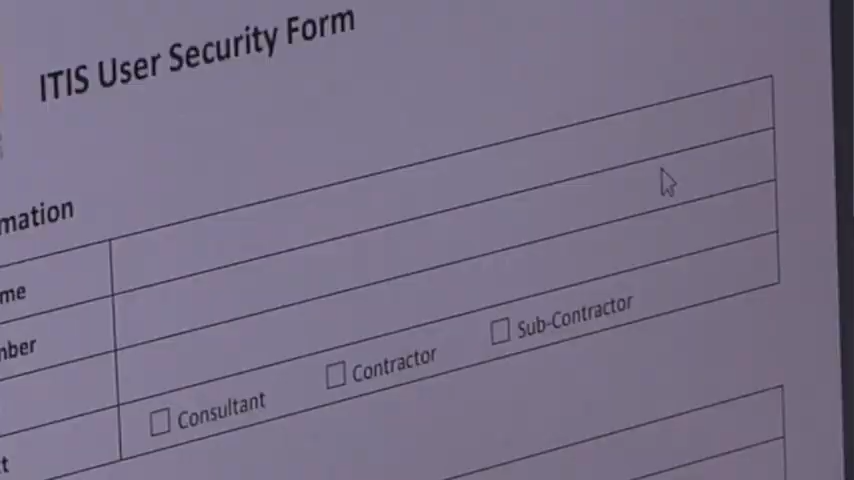 ITIS User Security Form
mation
me
nber
Consultant Contractor Sub-Contractor
t